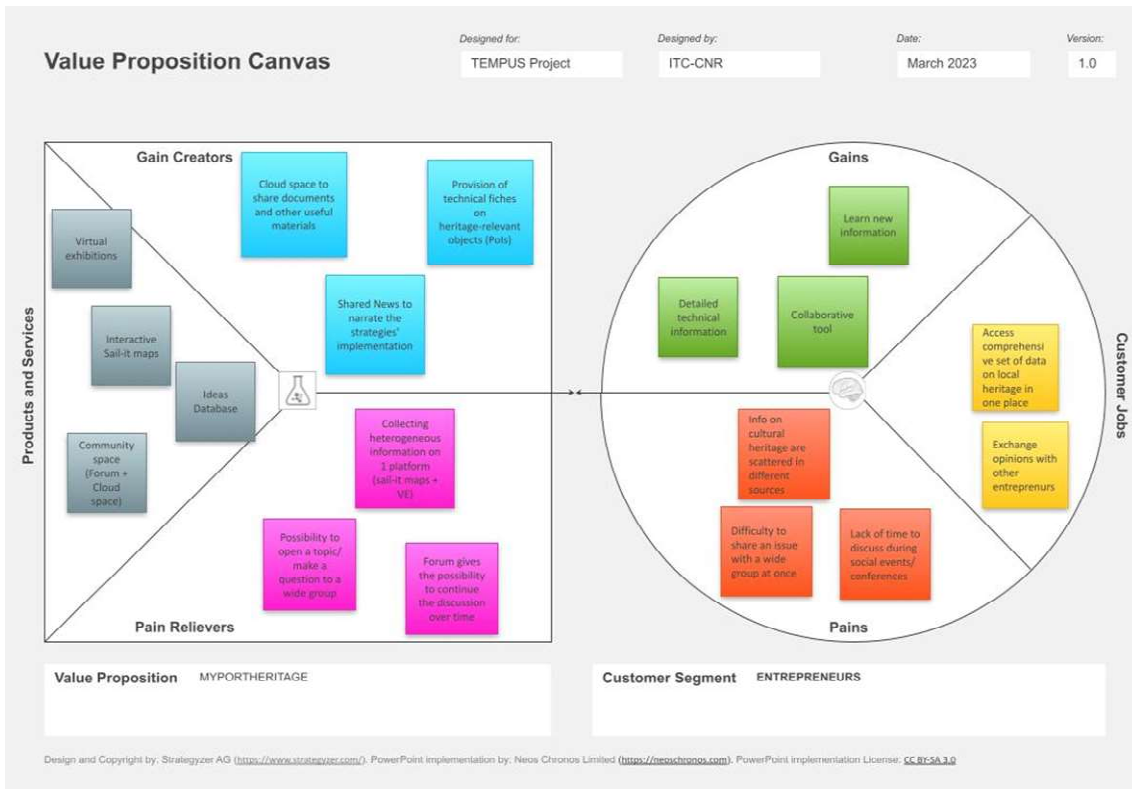 Designed for:
Designed by:
Date:
Version:
Value Proposition Canvas
TEMPUS Project
ITC-CNR
March 2023
1.0
Products and Services
Gain Creators
Virtual
exhibitions
Interactive
Sail-it maps
Ideas
Database
Community
space
(Forum +
Cloud
space)
Cloud space to
share documents
and other useful
materials
Provision of
technical fiches
on
heritage-relevant
objects (PoIs)
Shared News to
narrate the
strategies'
implementation
Collecting
heterogeneous
information on
1 platform
(sail-it maps +
VE)
Possibility to
open a topic/
make a
question to a
wide group
Forum gives
the possibility
to continue
the discussion
over time
Pain Relievers
Gains
Learn new
information
Detailed
technical
information
Collaborative
tool
Access
comprehensi
ve set of data
on local
heritage in
one place
Exchange
opinions with
other
entreprenurs
Customer Jobs
Info on
cultural
heritage are
scattered in
different
sources
Difficulty to
share an issue
with a wide
group at once
Lack of time to
discuss during
social events/
conferences
Pains
Value Proposition MYPORTHERITAGE
Customer Segment ENTREPRENEURS
Design and Copyright by: Strategyzer AG (https://www.strategyzer.com/). PowerPoint implementation by: Neos Chronos Limited (https://neoschronos.com). PowerPoint implementation License: CC BY-SA 3.0